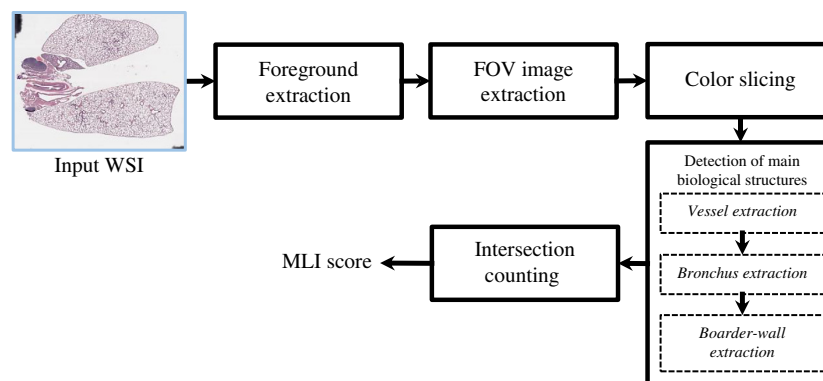 Foreground
extraction
FOV image
extraction
Color slicing
Input WSI
Detection of main
biological structures
Vessel extraction
Bronchus extraction
Boarder-wall
extraction
Intersection
counting
MLI score